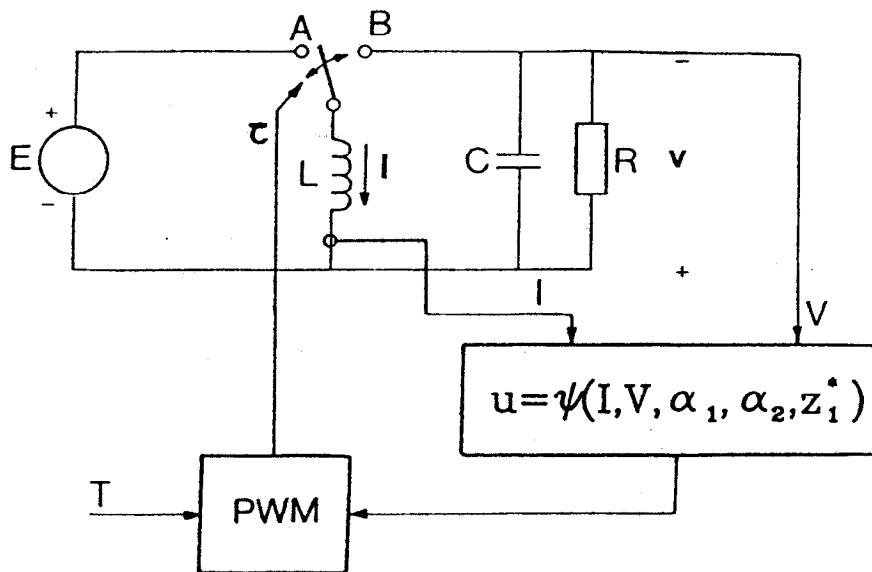 A
B
+
−
τ
E
L
I
C
R
v
−
+
I
V
u=ψ(I,V,α₁,α₂,z₁*)
T
PWM